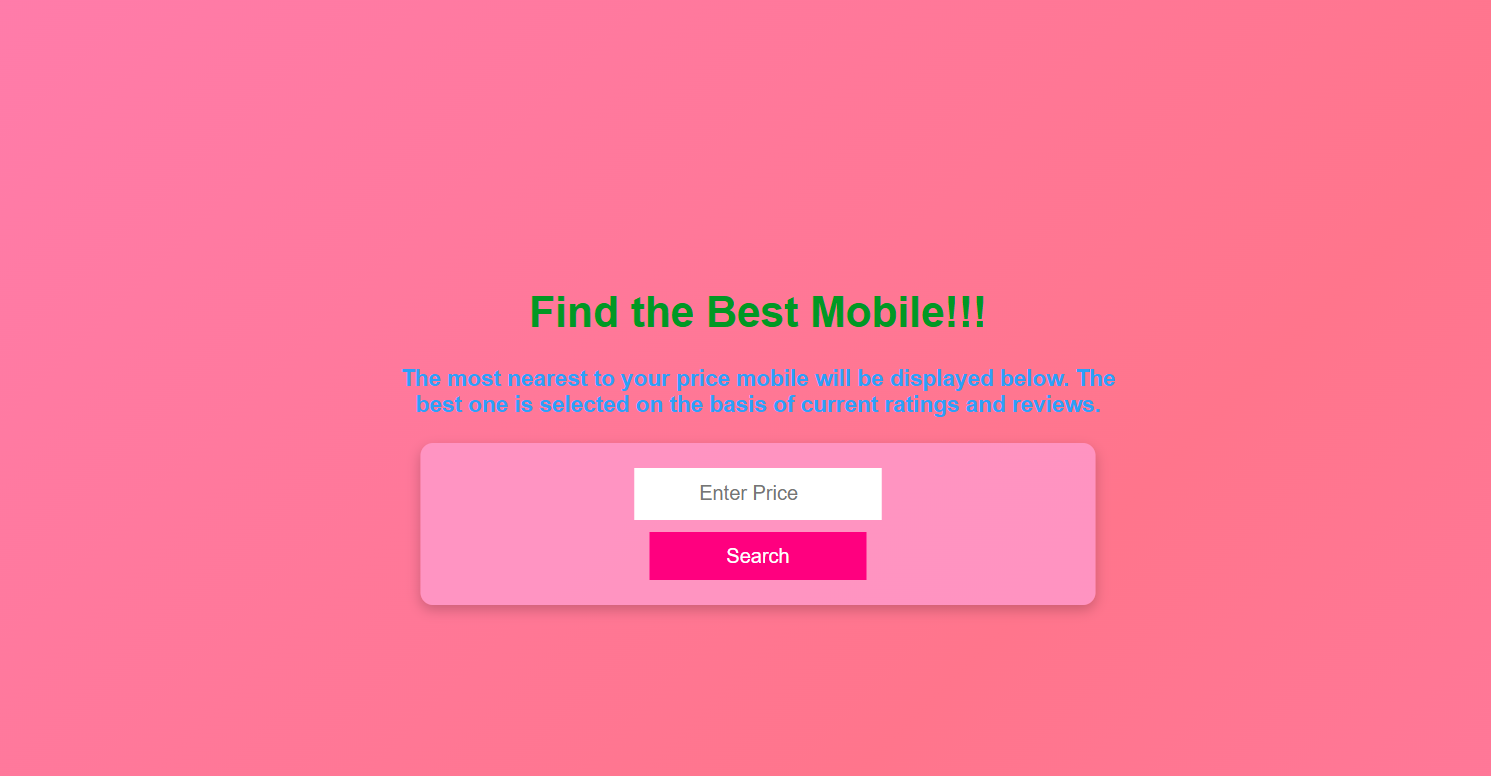 Find the Best Mobile!!!
The most nearest to your price mobile will be displayed below. The
best one is selected on the basis of current ratings and reviews.
Enter Price
Search